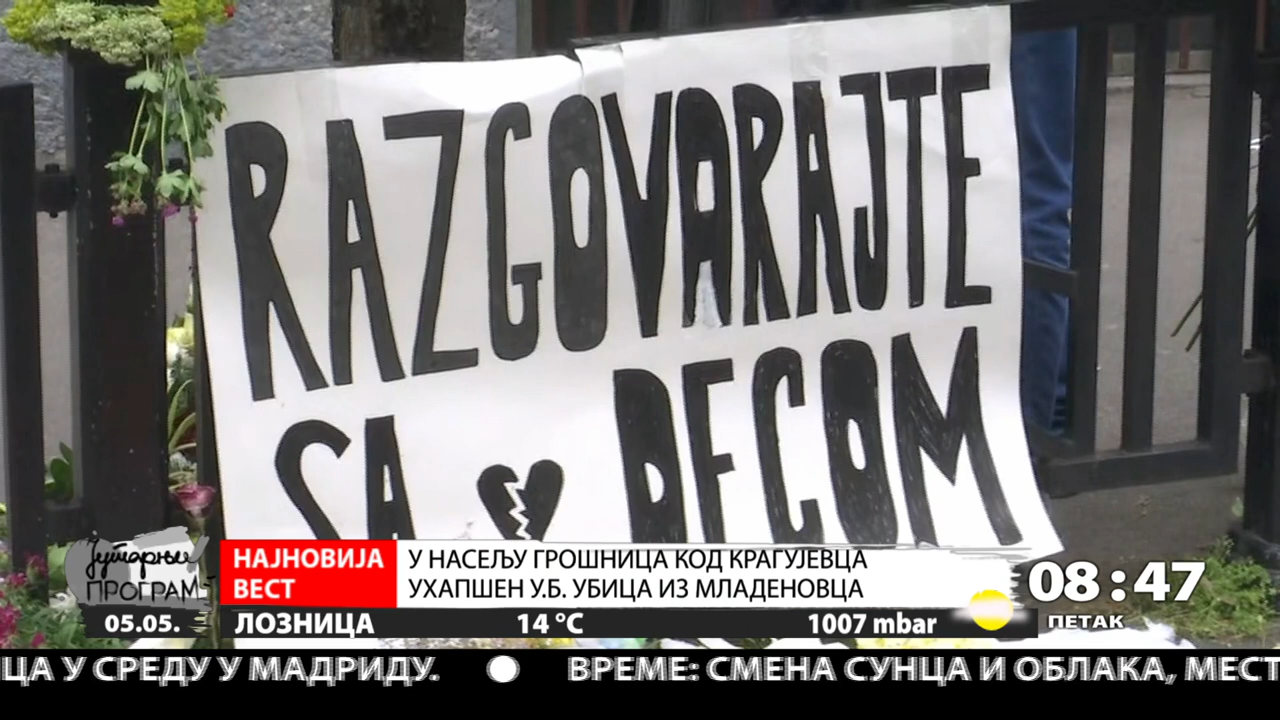 RAZGOVARAJTE
SA DECOM
Јутарњи
ПРОГРАМ
НАЈНОВИЈА
ВЕСТ
У НАСЕЉУ ГРОШНИЦА КОД КРАГУЈЕВЦА
УХАПШЕН У.Б. УБИЦА ИЗ МЛАДЕНОВЦА
08:47
ПЕТАК
05.05.
ЛОЗНИЦА 14 °C 1007 mbar
ЦА У СРЕДУ У МАДРИДУ. ВРЕМЕ: СМЕНА СУНЦА И ОБЛАКА, МЕСТ